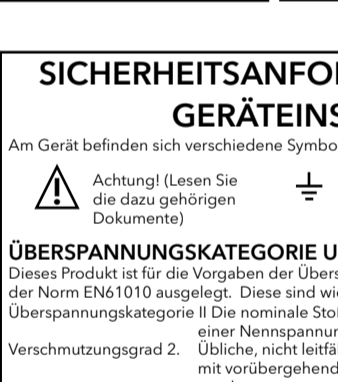 SICHERHEITSANFO
GERÄTEINS
Am Gerät befinden sich verschiedene Symbo
Achtung! (Lesen Sie
die dazu gehörigen
Dokumente)
ÜBERSPANNUNGSKATEGORIE U
Dieses Produkt ist für die Vorgaben der Übers
der Norm EN61010 ausgelegt. Diese sind wi
Überspannungskategorie II Die nominale Sto
einer Nennspannun
Verschmutzungsgrad 2. Übliche, nicht leitfä
mit vorübergehend